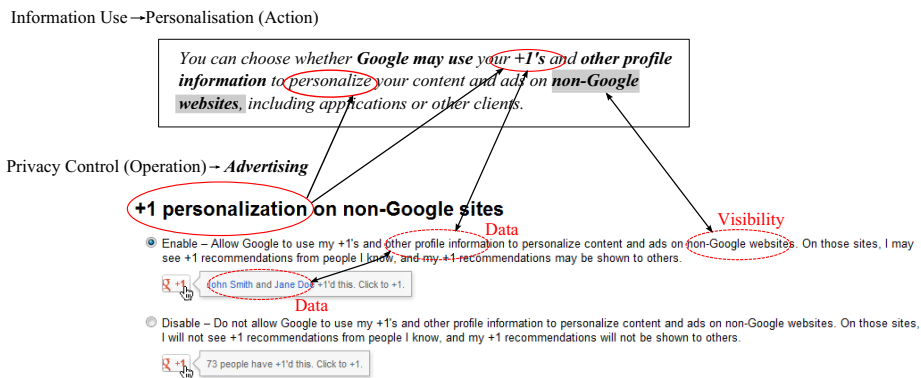 Information Use→Personalisation (Action)
You can choose whether Google may use your +1's and other profile
information to personalize your content and ads on non-Google
websites, including applications or other clients.
Privacy Control (Operation)→Advertising
+1 personalization on non-Google sites
Data
Visibility
Enable – Allow Google to use my +1's and other profile information to personalize content and ads on non-Google websites. On those sites, I may
see +1 recommendations from people I know, and my +1 recommendations may be shown to others.
g +1 John Smith and Jane Doe +1'd this. Click to +1.
Data
Disable – Do not allow Google to use my +1's and other profile information to personalize content and ads on non-Google websites. On those sites,
I will not see +1 recommendations from people I know, and my +1 recommendations will not be shown to others.
g +1 73 people have +1'd this. Click to +1.